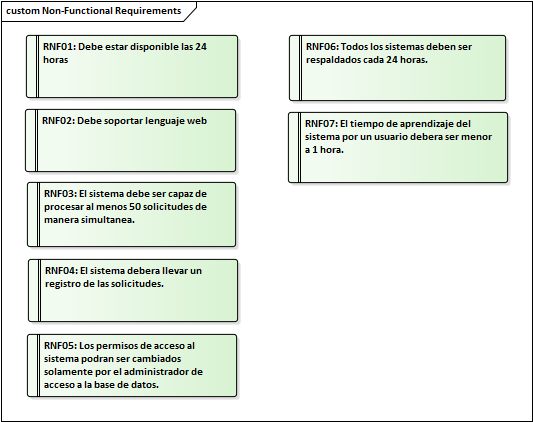 custom Non-Functional Requirements
RNF01: Debe estar disponible las 24
horas
RNF02: Debe soportar lenguaje web
RNF03: El sistema debe ser capaz de
procesar al menos 50 solicitudes de
manera simultanea.
RNF04: El sistema debera llevar un
registro de las solicitudes.
RNF05: Los permisos de acceso al
sistema podran ser cambiados
solamente por el administrador de
acceso a la base de datos.
RNF06: Todos los sistemas deben ser
respaldados cada 24 horas.
RNF07: El tiempo de aprendizaje del
sistema por un usuario debera ser menor
a 1 hora.